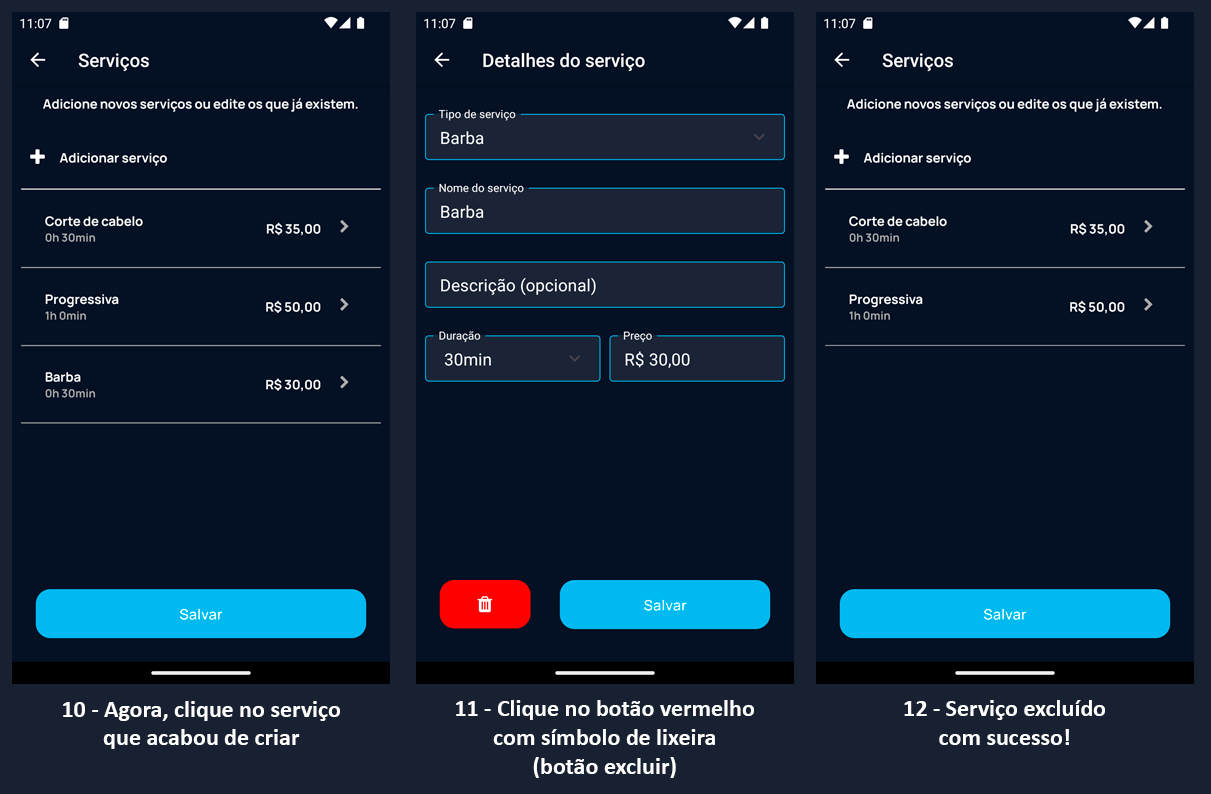 11:07
Serviços
Adicione novos serviços ou edite os que já existem.
Adicionar serviço
Corte de cabelo
0h 30min
R$ 35,00
Progressiva
1h 0min
R$ 50,00
Barba
0h 30min
R$ 30,00
Salvar
10 - Agora, clique no serviço
que acabou de criar
11:07
Detalhes do serviço
Tipo de serviço
Barba
Nome do serviço
Barba
Descrição (opcional)
Duração
30min
Preço
R$ 30,00
Salvar
11 - Clique no botão vermelho
com símbolo de lixeira
(botão excluir)
11:07
Serviços
Adicione novos serviços ou edite os que já existem.
Adicionar serviço
Corte de cabelo
0h 30min
R$ 35,00
Progressiva
1h 0min
R$ 50,00
Salvar
12 - Serviço excluído
com sucesso!